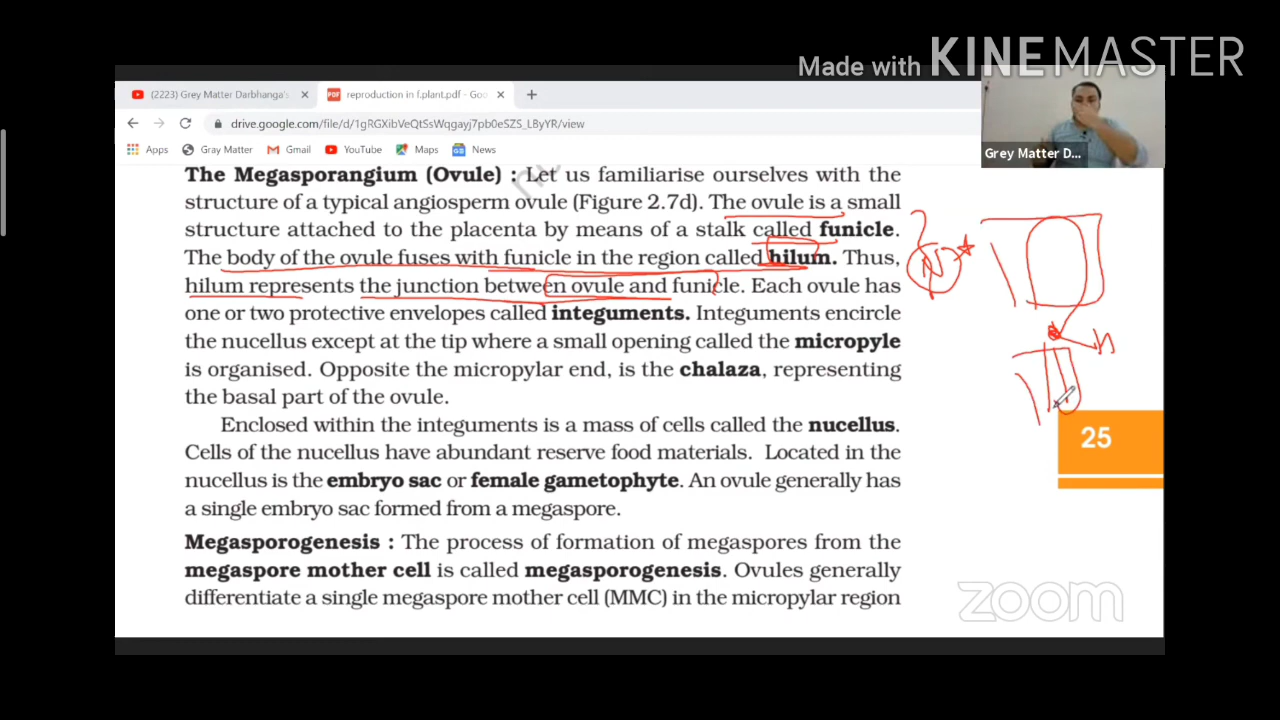 Made with KINEMASTER
(2223) Grey Matter Darbhanga's
reproduction in f.plant.pdf - Goo
drive.google.com/file/d/1gRGXibVeQtSsWqgayj7pb0eSZS_LByYR/view
Apps Gray Matter Gmail YouTube Maps News
Grey Matter D...
The Megasporangium (Ovule) : Let us familiarise ourselves with the
structure of a typical angiosperm ovule (Figure 2.7d). The ovule is a small
structure attached to the placenta by means of a stalk called funicle.
The body of the ovule fuses with funicle in the region called hilum. Thus,
hilum represents the junction between ovule and funicle. Each ovule has
one or two protective envelopes called integuments. Integuments encircle
the nucellus except at the tip where a small opening called the micropyle
is organised. Opposite the micropylar end, is the chalaza, representing
the basal part of the ovule.
Enclosed within the integuments is a mass of cells called the nucellus.
Cells of the nucellus have abundant reserve food materials. Located in the
nucellus is the embryo sac or female gametophyte. An ovule generally has
a single embryo sac formed from a megaspore.
Megasporogenesis : The process of formation of megaspores from the
megaspore mother cell is called megasporogenesis. Ovules generally
differentiate a single megaspore mother cell (MMC) in the micropylar region
N
h
25
zoom